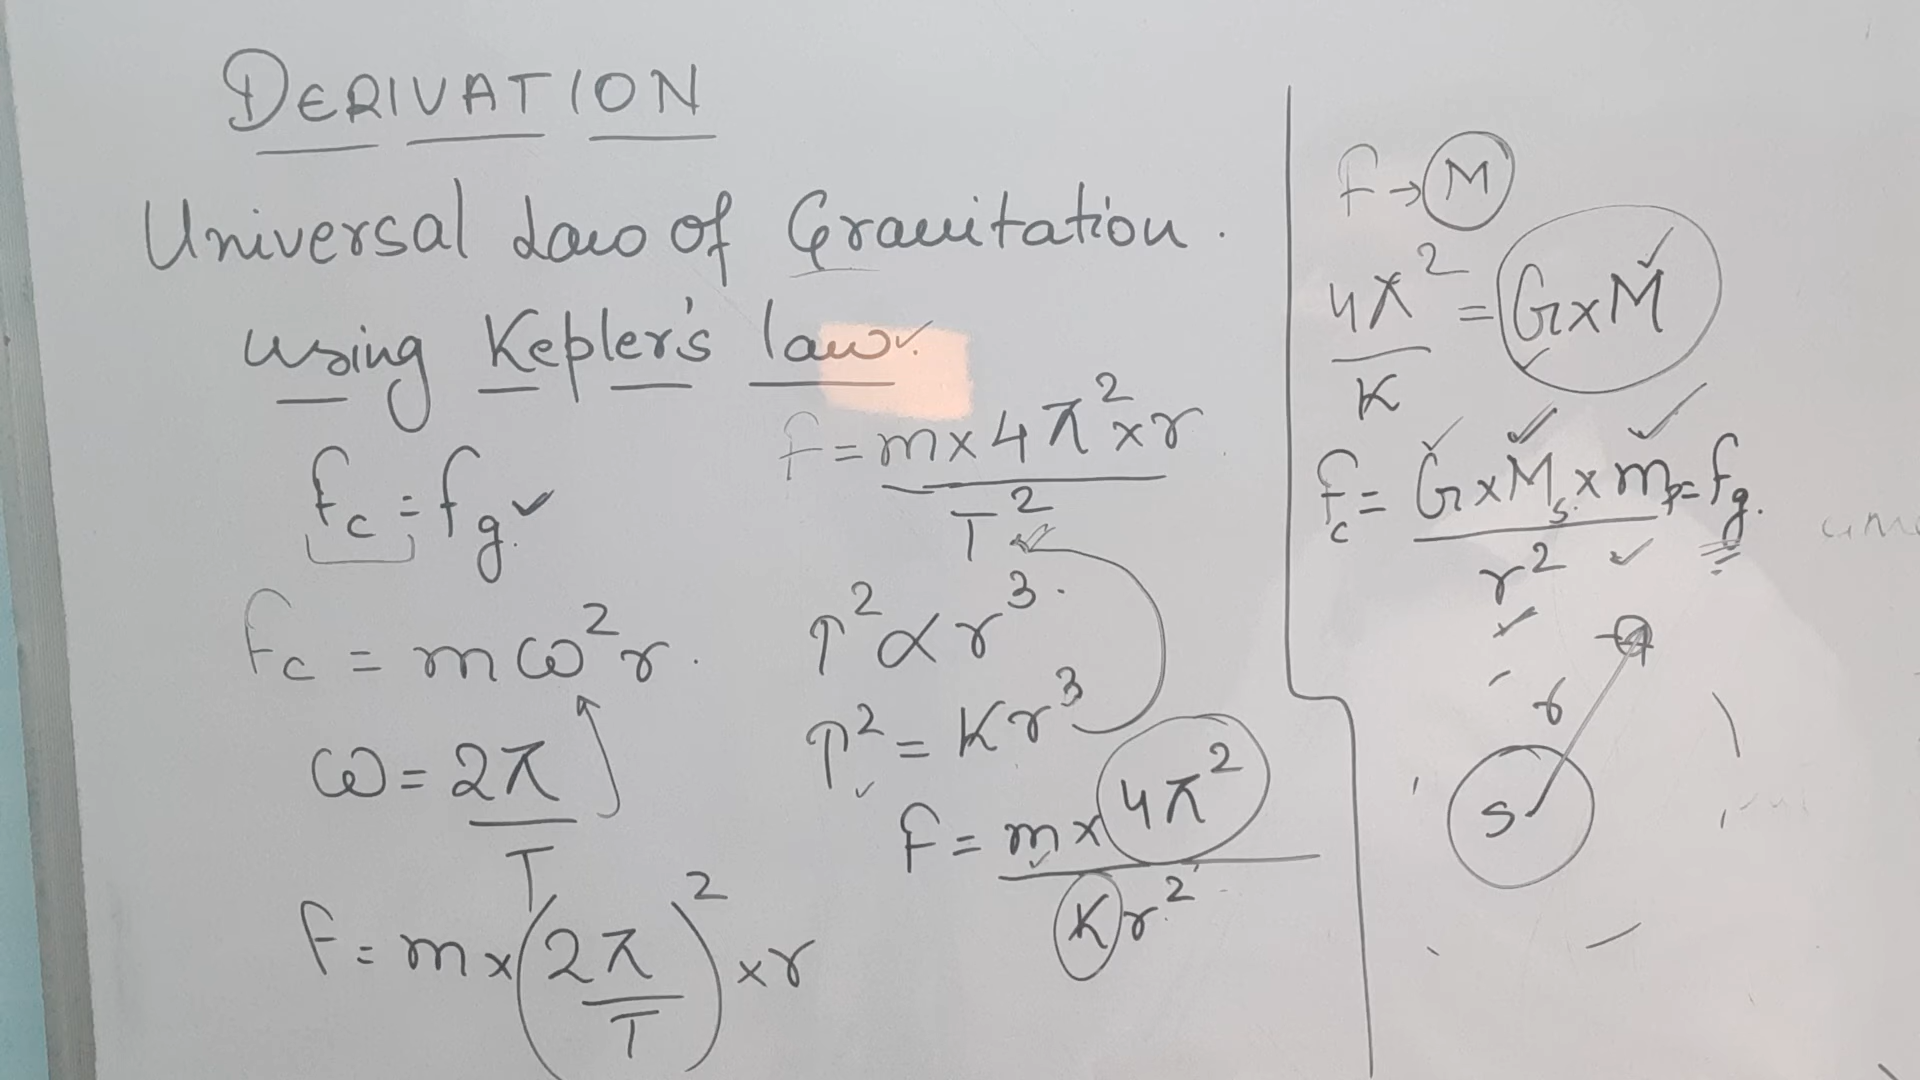 DERIVATION
Universal Law of Gravitation.
using Kepler's law.
Fc = Fg
Fc = mω²r.
ω = 2π/T
F = m×(2π/T)²×r
F = m×4π²×r/T²
T² ∝ r³.
T² = Kr³
F = m×4π²/Kr²
F → M
4π²/K = G×M
Fc = G×Ms×mp/r² = Fg.
r
S